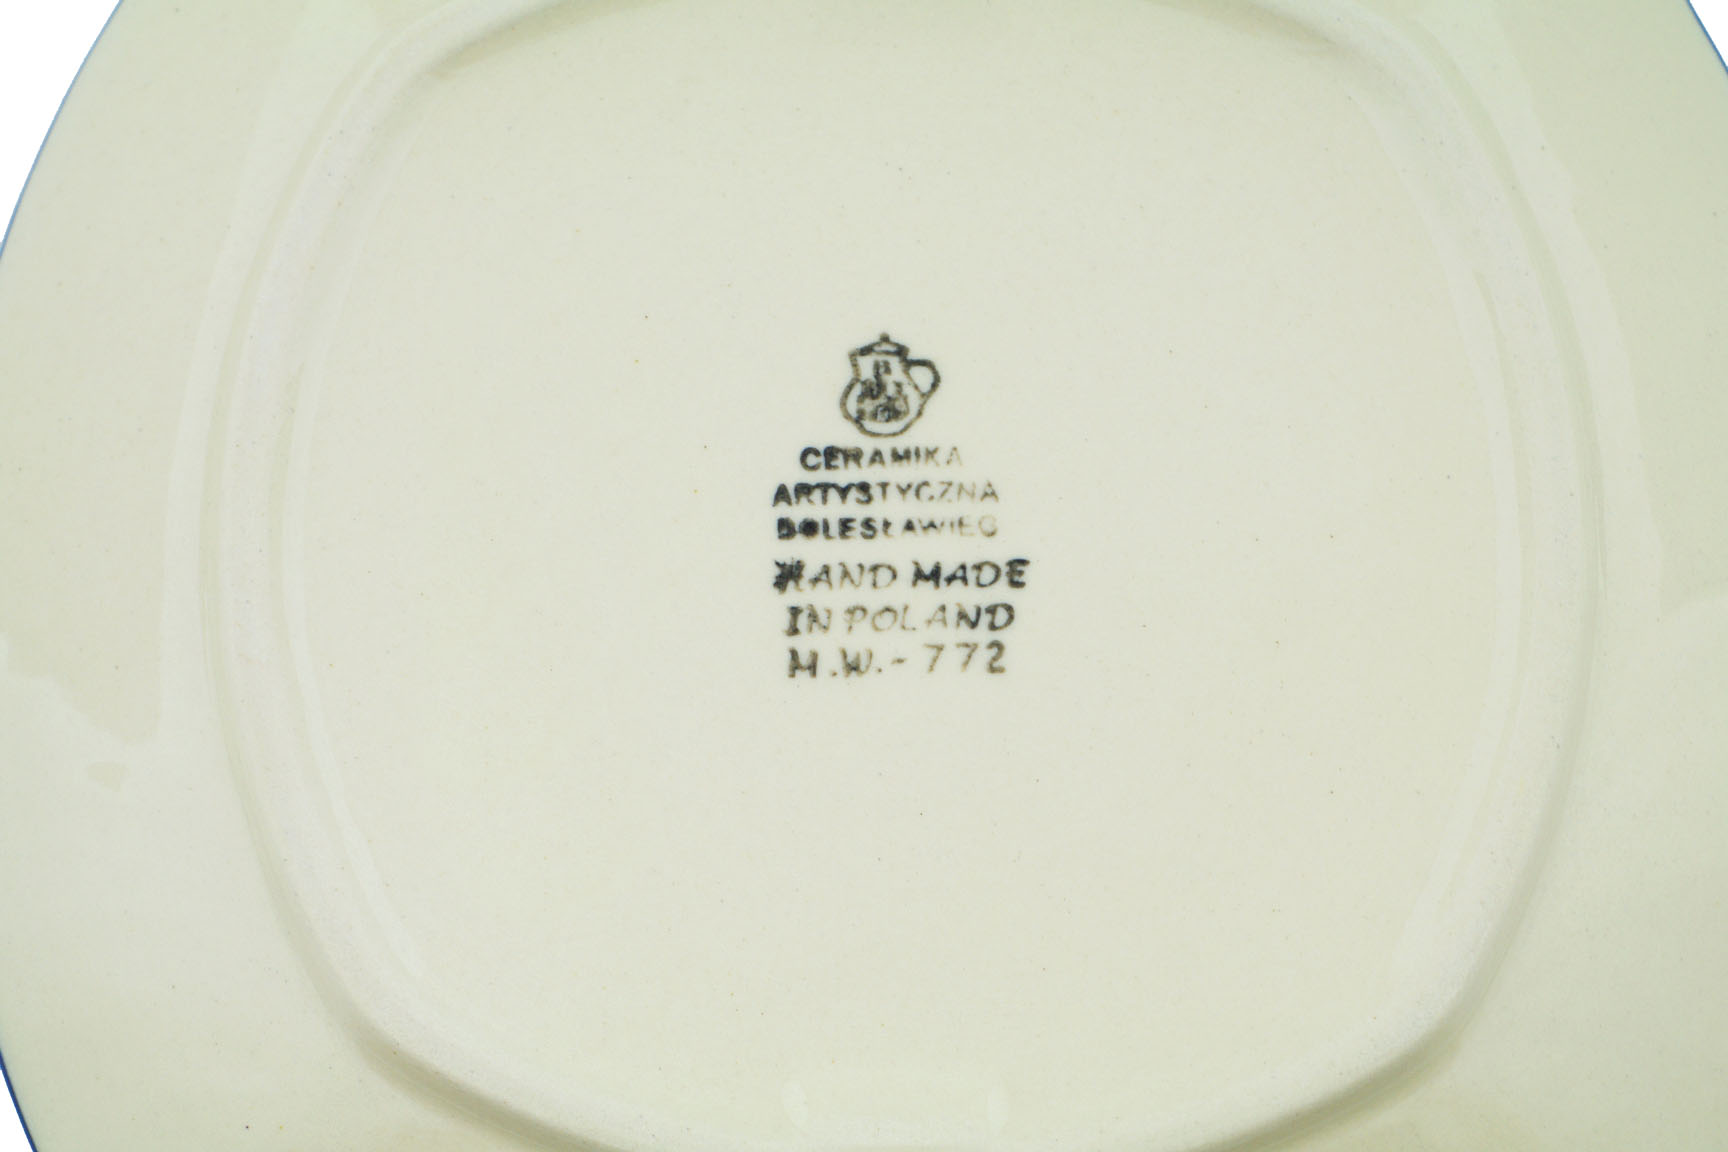 CERAMIKA
ARTYSTYCZNA
BOLESŁAWIEC
HAND MADE
IN POLAND
M.W.-772